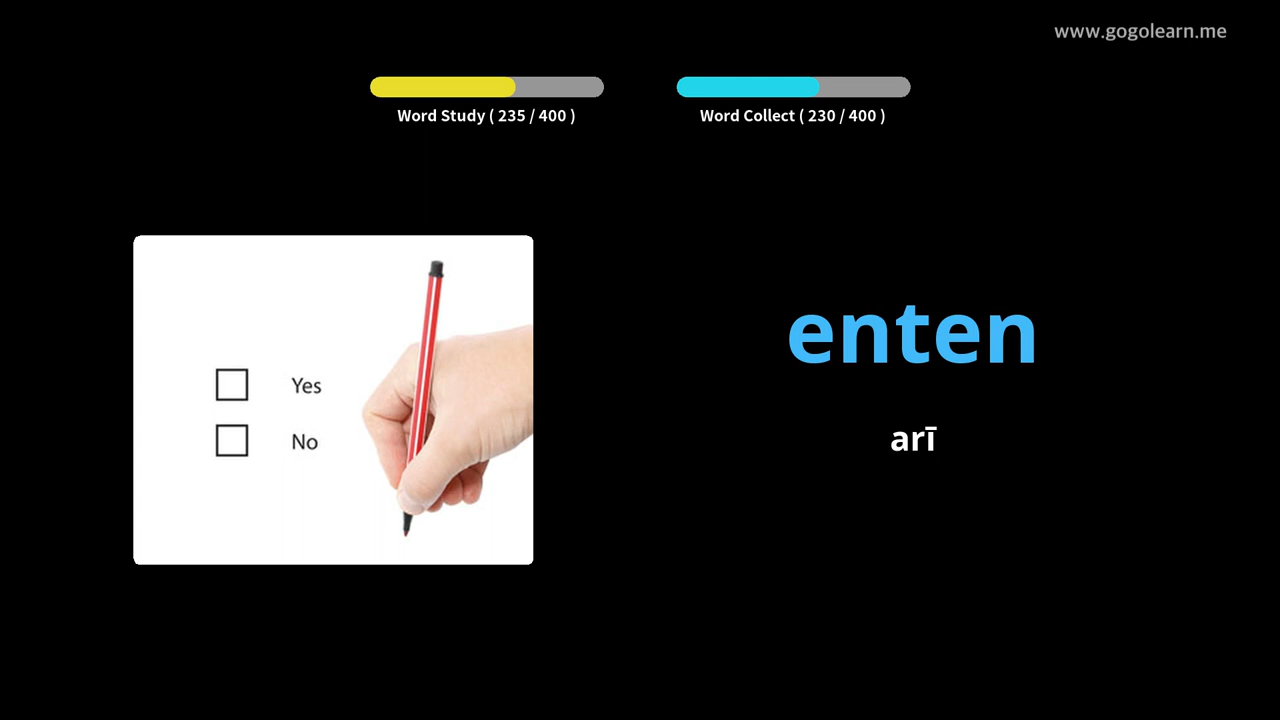 www.gogolearn.me
Word Study ( 235 / 400 )
Word Collect ( 230 / 400 )
Yes
No
enten
arī